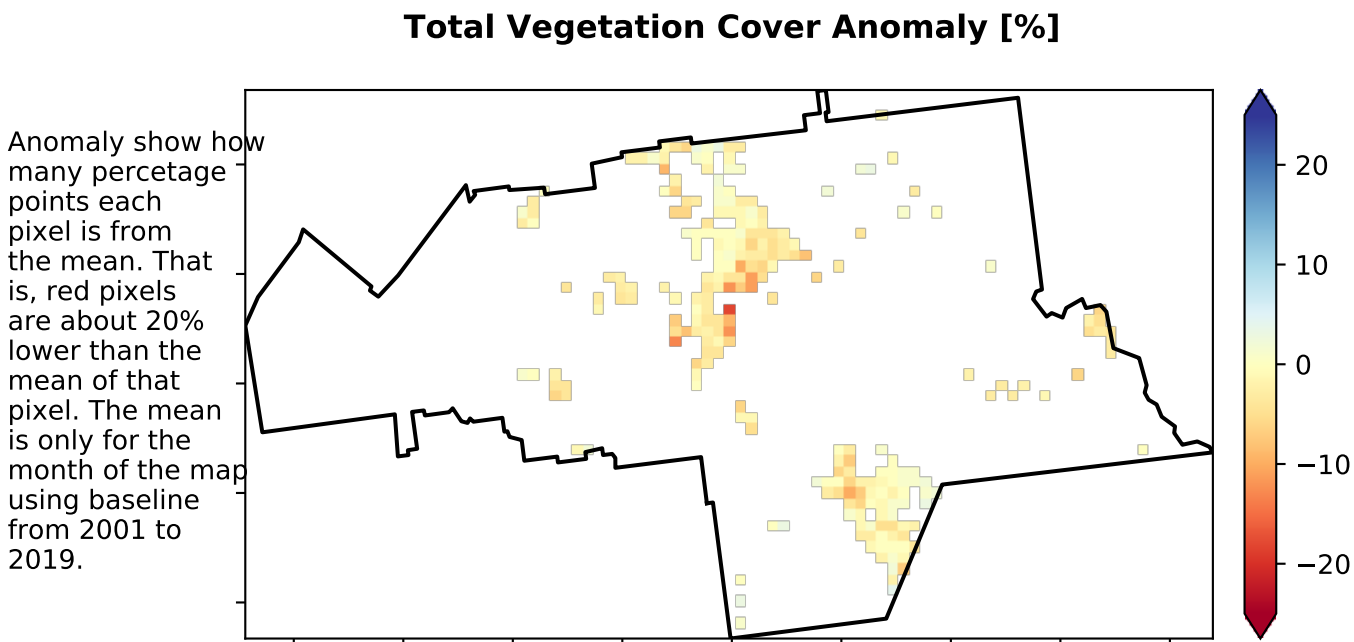 Total Vegetation Cover Anomaly [%]
Anomaly show how
many percetage
points each
pixel is from
the mean. That
is, red pixels
are about 20%
lower than the
mean of that
pixel. The mean
is only for the
month of the map
using baseline
from 2001 to
2019.
20
10
0
−10
−20